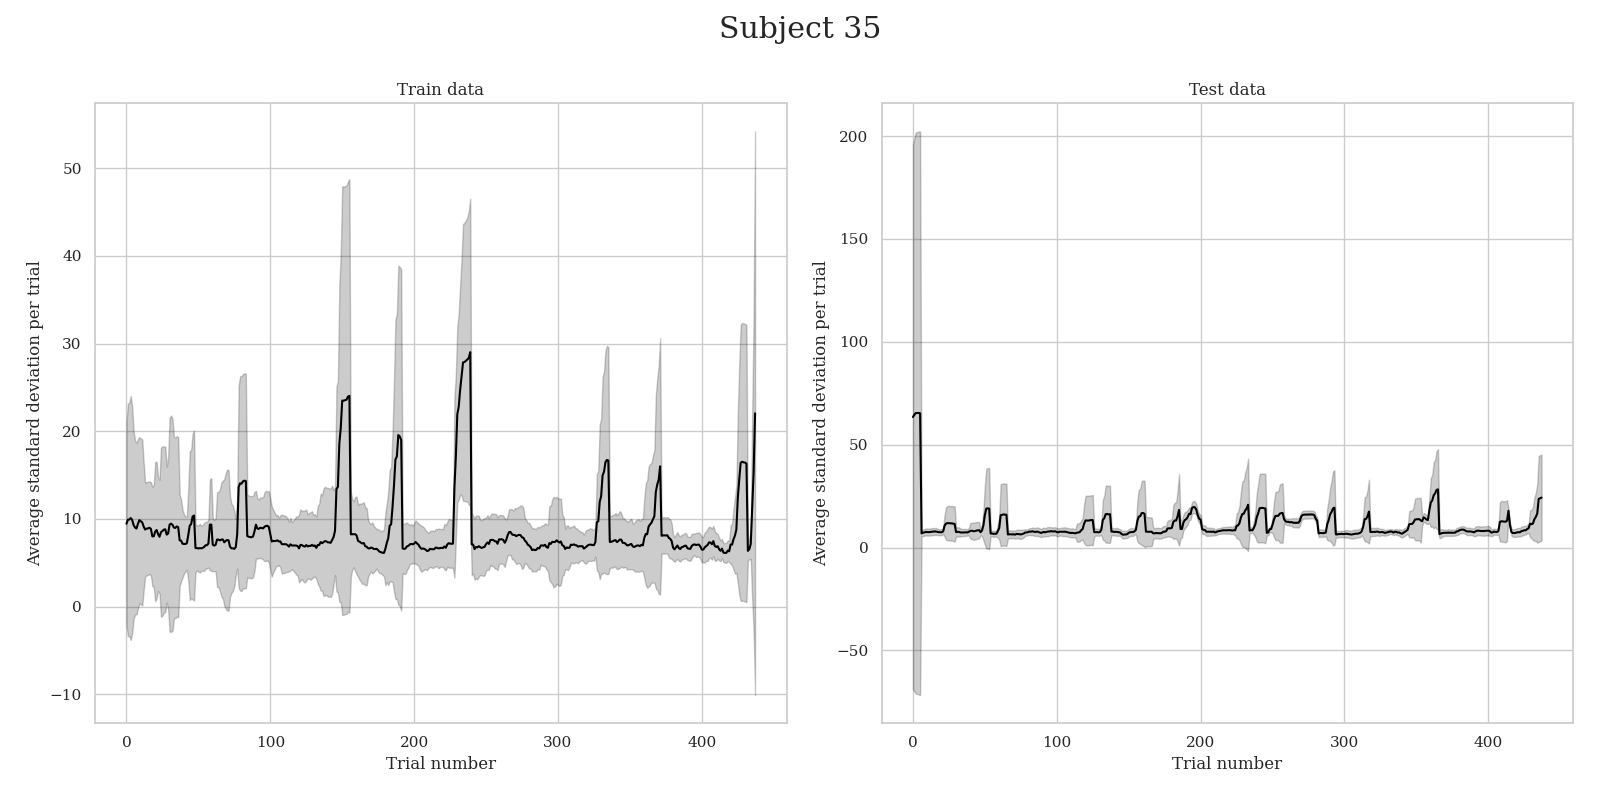 Subject 35
Train data
Average standard deviation per trial
50
40
30
20
10
0
−10
0 100 200 300 400
Trial number
Test data
Average standard deviation per trial
200
150
100
50
0
−50
0 100 200 300 400
Trial number